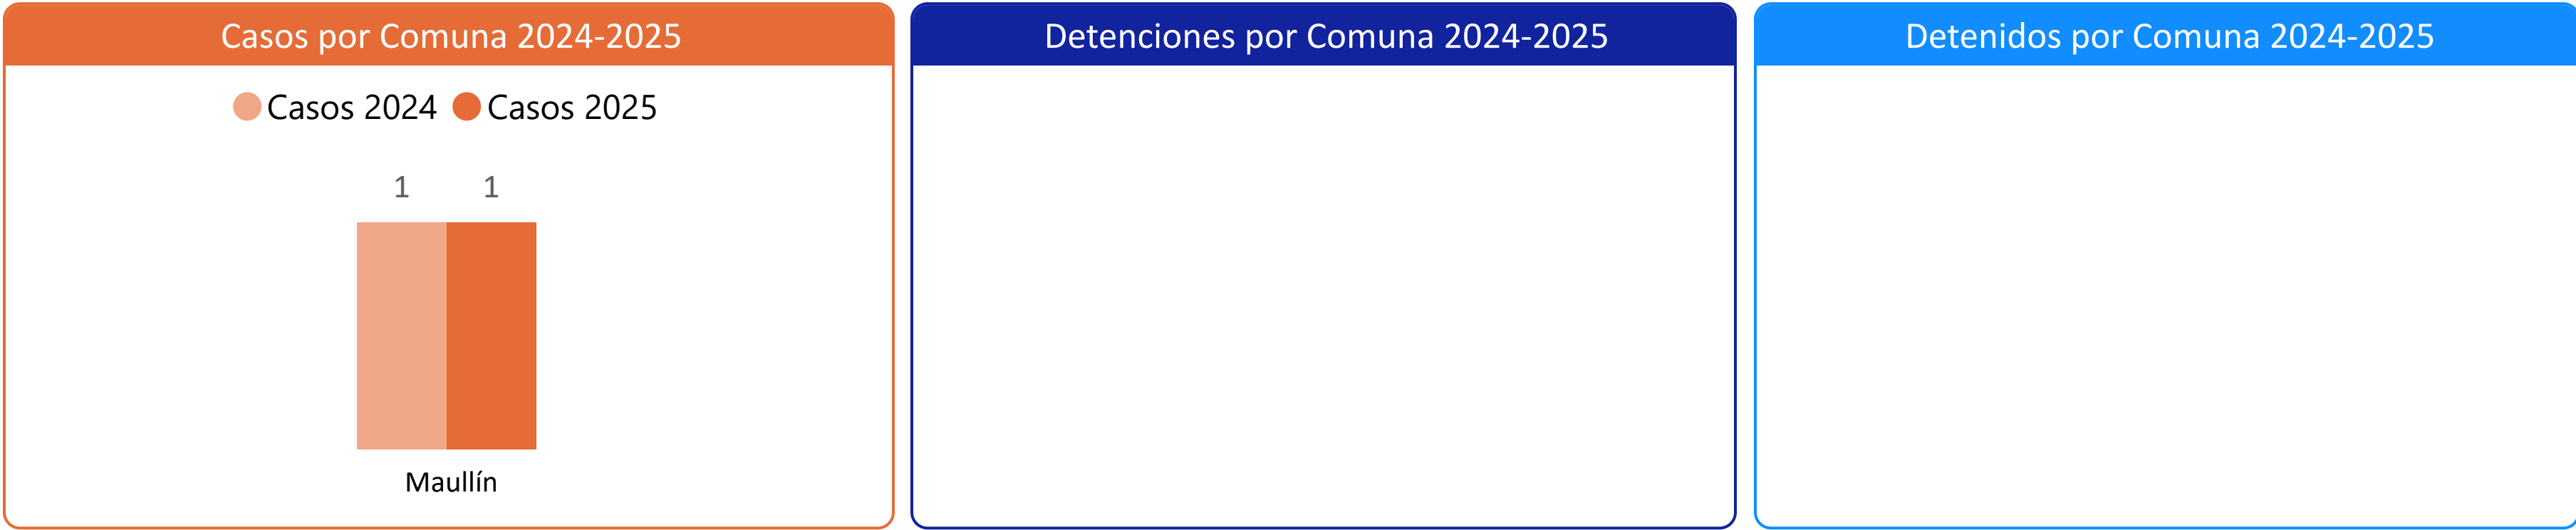 Casos por Comuna 2024-2025
Casos 2024 Casos 2025
1 1
Maullín
Detenciones por Comuna 2024-2025
Detenidos por Comuna 2024-2025